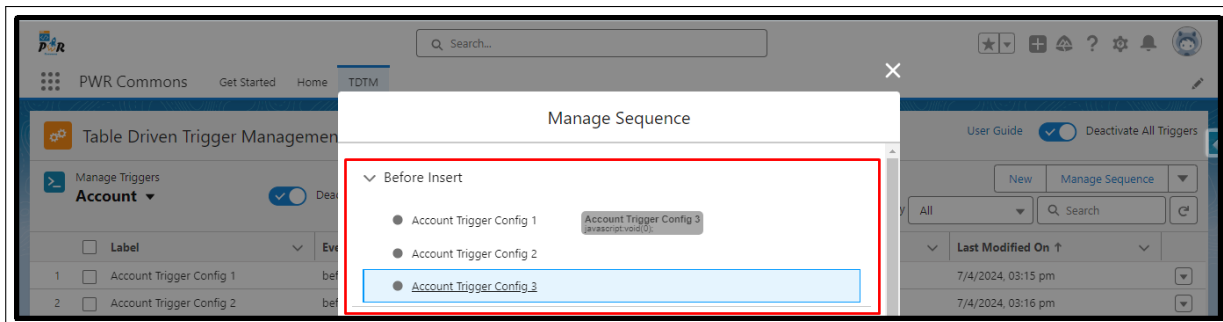 PWR
Search...
PWR Commons
Get Started
Home
TDTM
Manage Sequence
Table Driven Trigger Managemen
User Guide
Deactivate All Triggers
Manage Triggers
Account
Deac
New
Manage Sequence
Before Insert
y
All
Search
Account Trigger Config 1
Account Trigger Config 3
javascript:void(0);
Account Trigger Config 2
Account Trigger Config 3
Label
Eve
Last Modified On ↑
1
Account Trigger Config 1
bef
7/4/2024, 03:15 pm
2
Account Trigger Config 2
bef
7/4/2024, 03:16 pm